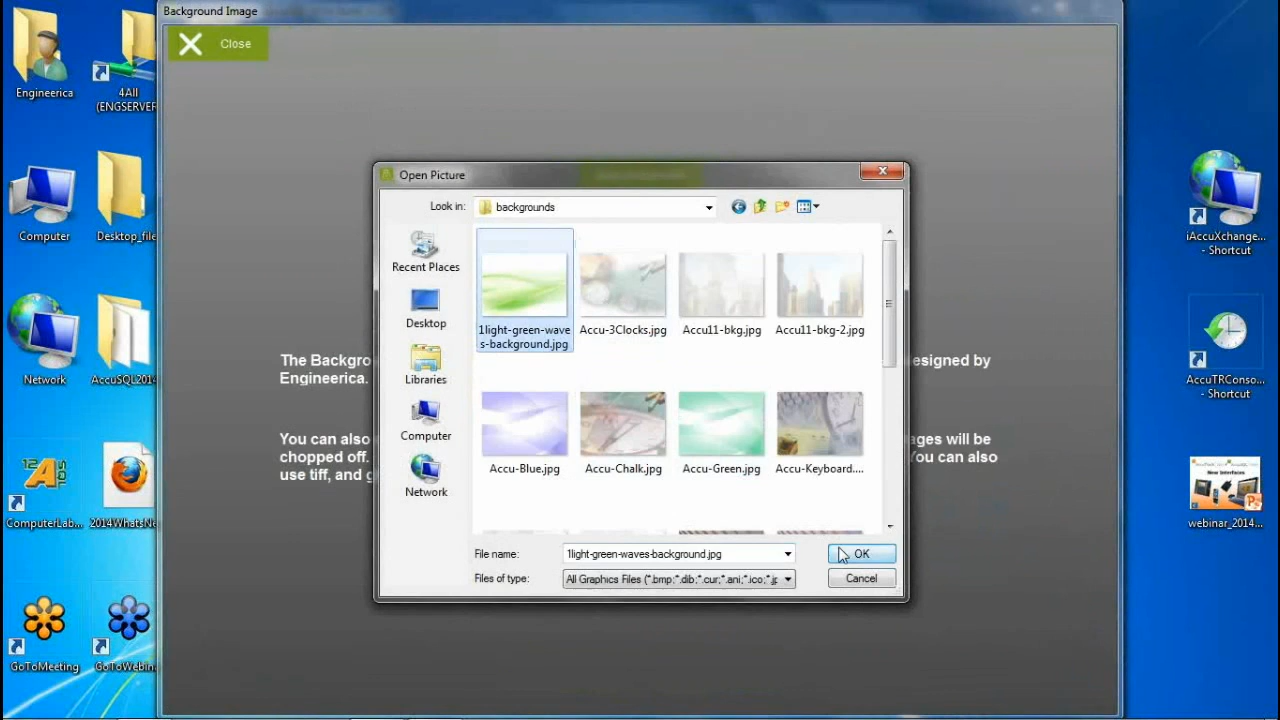 Background Image
Close
Engineerica
4All
(ENGSERVER
Computer
Desktop_file
Network
AccuSQL2014
ComputerLab...
2014WhatsNe
GoToMeeting
GoToWebin
The Backgro
esigned by
Engineerica.
You can also
ages will be
chopped off.
You can also
use tiff, and g
Open Picture
Look in:
backgrounds
Recent Places
Desktop
Libraries
Computer
Network
1light-green-wave
s-background.jpg
Accu-3Clocks.jpg
Accu11-bkg.jpg
Accu11-bkg-2.jpg
Accu-Blue.jpg
Accu-Chalk.jpg
Accu-Green.jpg
Accu-Keyboard....
File name:
1light-green-waves-background.jpg
OK
Files of type:
All Graphics Files (*.bmp;*.dib;*.cur;*.ani;*.ico;*.jp
Cancel
iAccuXchange...
- Shortcut
AccuTRConso...
- Shortcut
New Interfaces
webinar_2014...